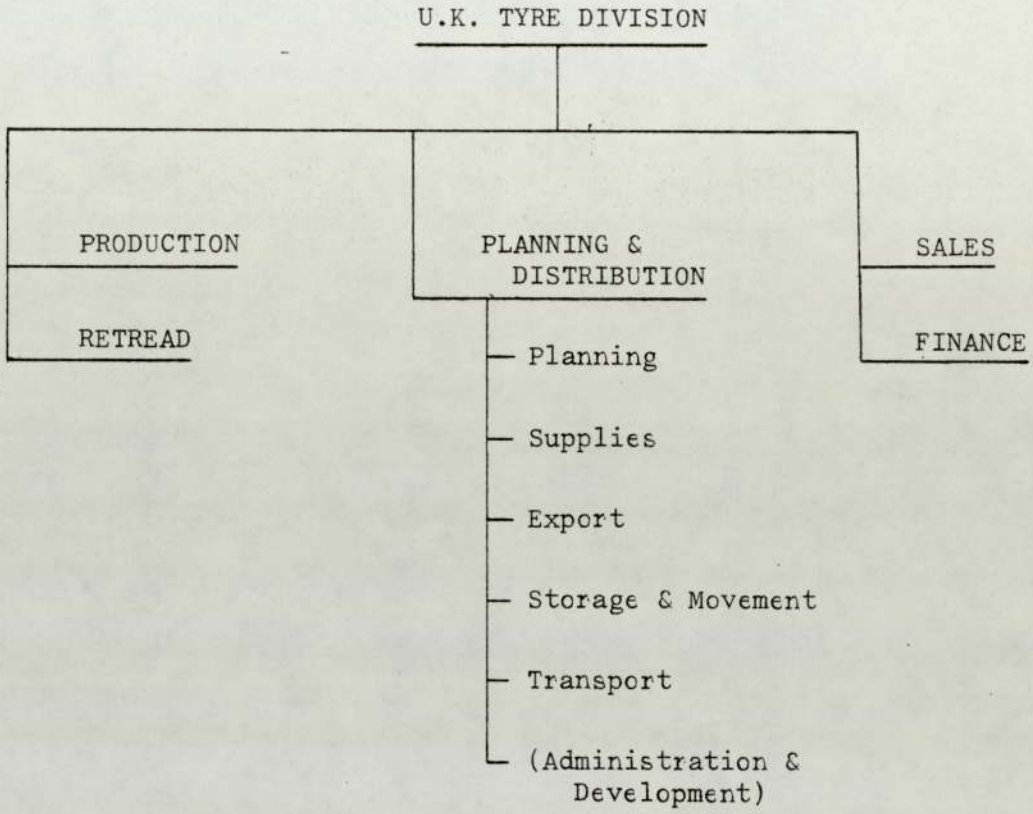 U.K. TYRE DIVISION
PRODUCTION
RETREAD
PLANNING &
DISTRIBUTION
Planning
Supplies
Export
Storage & Movement
Transport
(Administration &
Development)
SALES
FINANCE